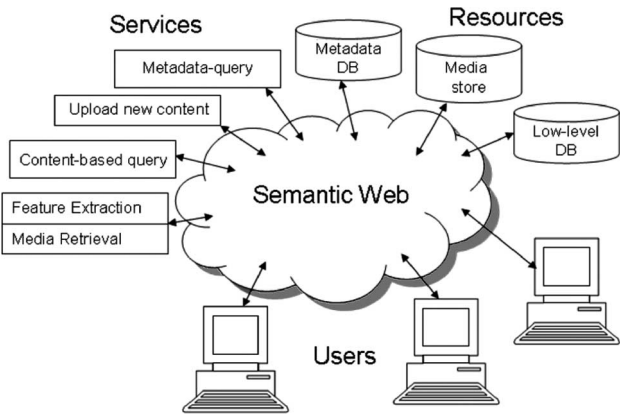 Services
Resources
Metadata-query
Metadata
DB
Media
store
Upload new content
Low-level
DB
Content-based query
Semantic Web
Feature Extraction
Media Retrieval
Users